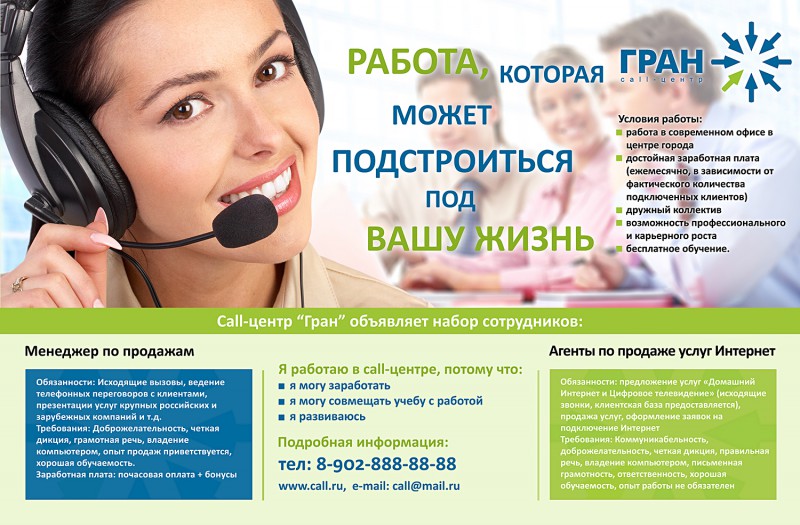 РАБОТА, КОТОРАЯ
МОЖЕТ
ПОДСТРОИТЬСЯ
ПОД
ВАШУ ЖИЗНЬ
ГРАН
call-центр
Условия работы:
работа в современном офисе в
центре города
достойная заработная плата
(ежемесячно, в зависимости от
фактического количества
подключенных клиентов)
дружный коллектив
возможность профессионального
и карьерного роста
бесплатное обучение.
Call-центр “Гран” объявляет набор сотрудников:
Менеджер по продажам
Обязанности: Исходящие вызовы, ведение
телефонных переговоров с клиентами,
презентации услуг крупных российских и
зарубежных компаний и т.д.
Требования: Доброжелательность, четкая
дикция, грамотная речь, владение
компьютером, опыт продаж приветствуется,
хорошая обучаемость.
Заработная плата: почасовая оплата + бонусы
Я работаю в call-центре, потому что:
я могу заработать
я могу совмещать учебу с работой
я развиваюсь
Подробная информация:
тел: 8-902-888-88-88
www.call.ru, e-mail: call@mail.ru
Агенты по продаже услуг Интернет
Обязанности: предложение услуг «Домашний
Интернет и Цифровое телевидение» (исходящие
звонки, клиентская база предоставляется),
продажа услуг, оформление заявок на
подключение Интернет
Требования: Коммуникабельность,
доброжелательность, четкая дикция, правильная
речь, владение компьютером, письменная
грамотность, ответственность, хорошая
обучаемость, опыт работы не обязателен